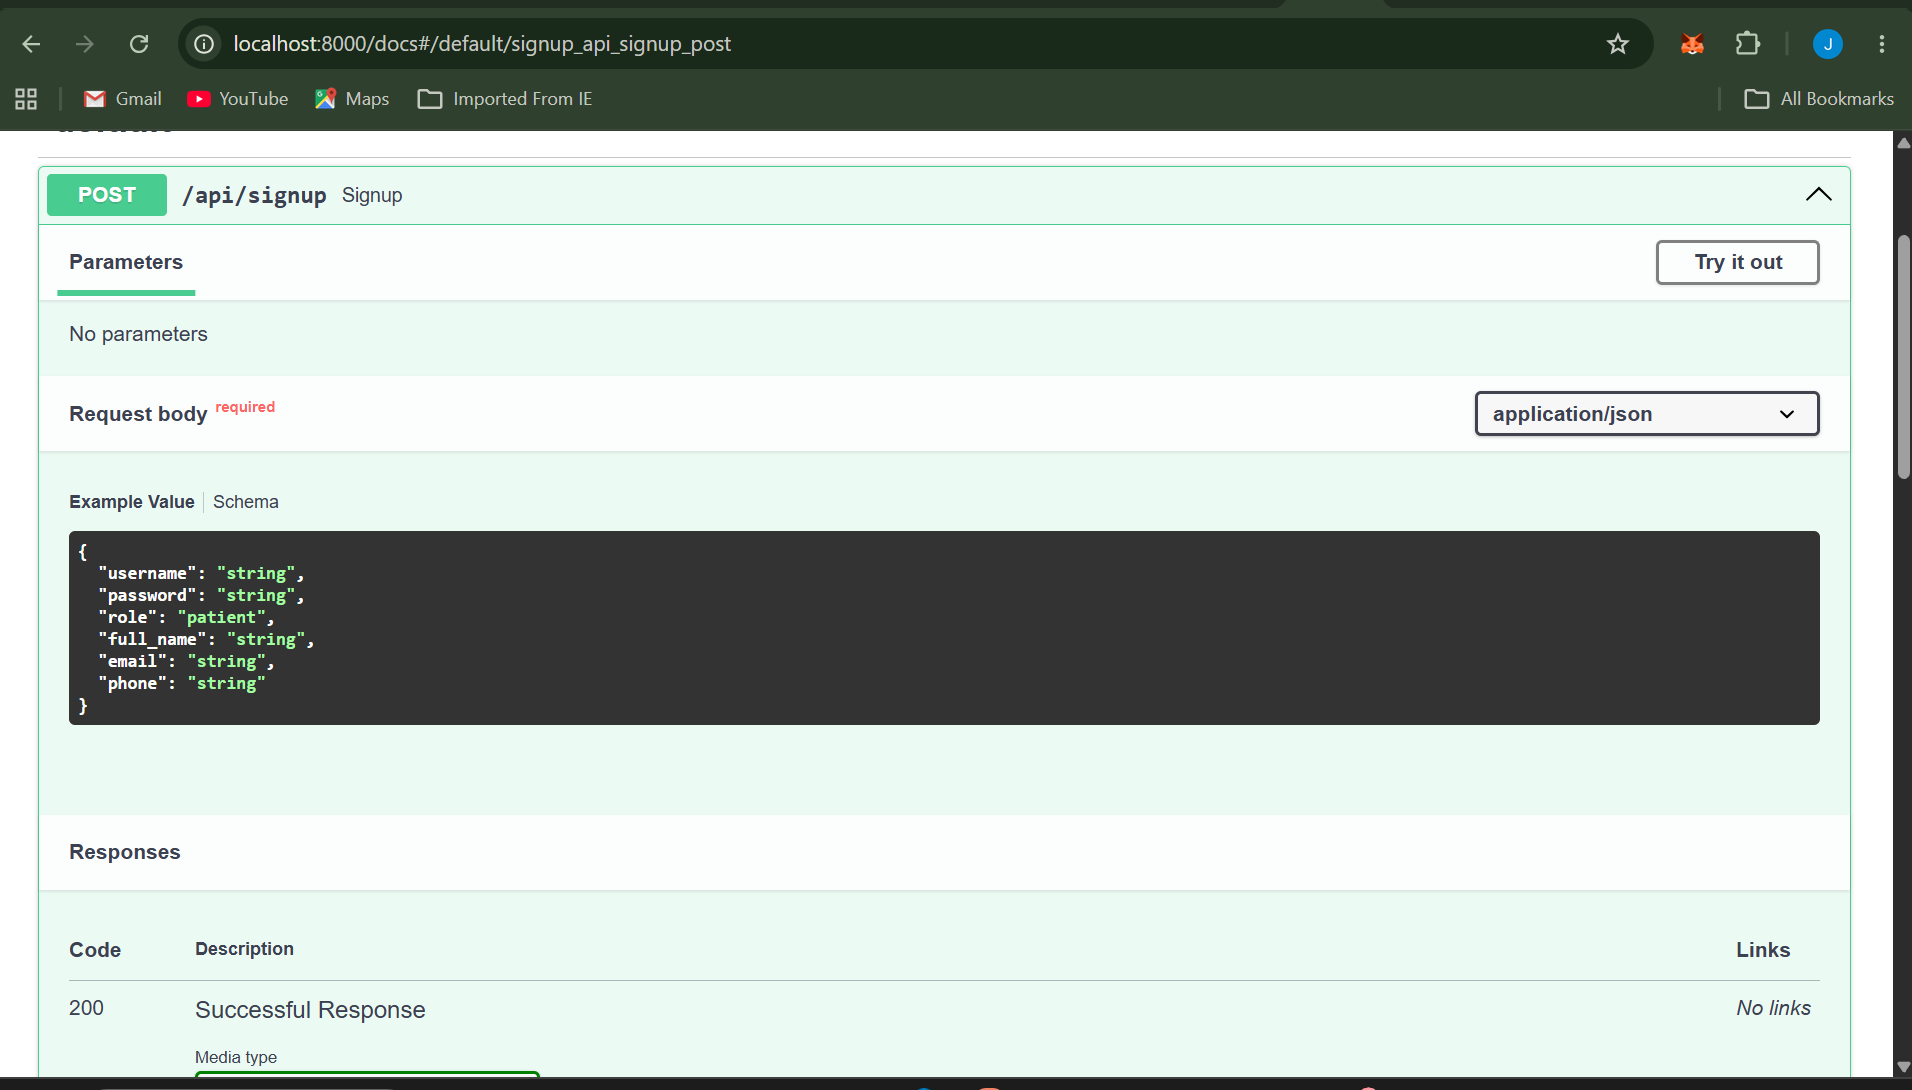 localhost:8000/docs#/default/signup_api_signup_post
J
Gmail
YouTube
Maps
Imported From IE
All Bookmarks
POST /api/signup Signup
Parameters
Try it out
No parameters
Request body required
application/json
Example Value Schema
{
"username": "string",
"password": "string",
"role": "patient",
"full_name": "string",
"email": "string",
"phone": "string"
}
Responses
Code Description Links
200 Successful Response No links
Media type